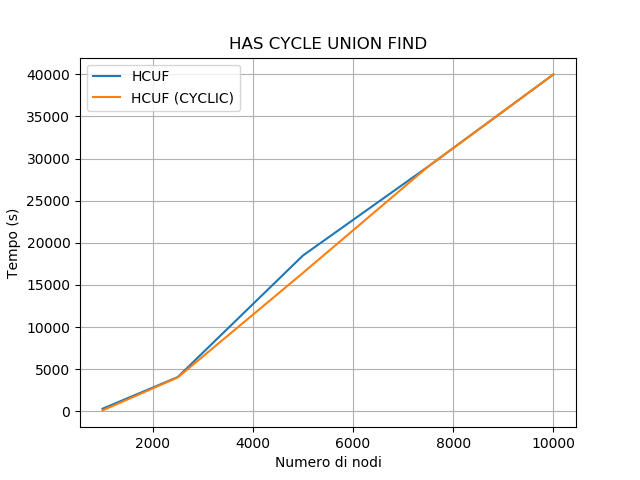 HAS CYCLE UNION FIND
HCUF
HCUF (CYCLIC)
40000
35000
30000
25000
20000
15000
10000
5000
0
Tempo (s)
2000 4000 6000 8000 10000
Numero di nodi